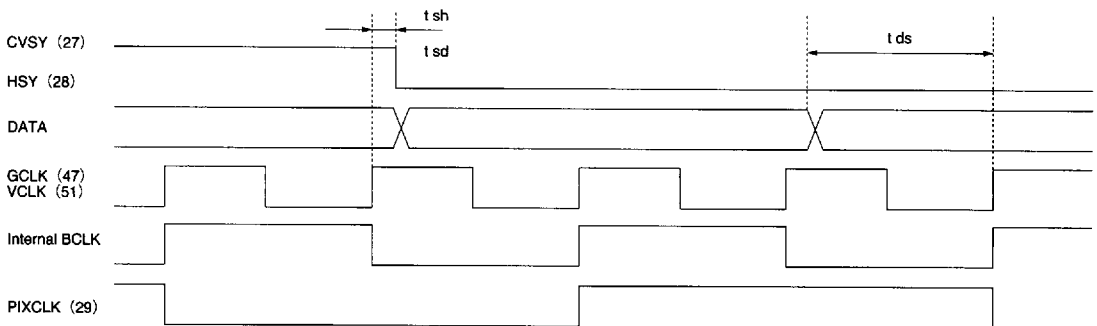 t sh
CVSY (27)
t sd
t ds
HSY (28)
DATA
GCLK (47)
VCLK (51)
Internal BCLK
PIXCLK (29)